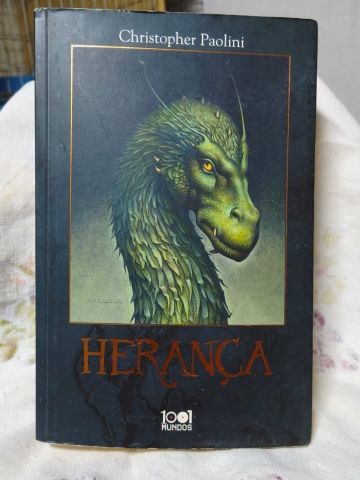 Christopher Paolini
HERANÇA
1001
MUNDOS